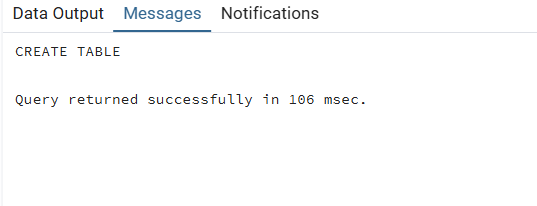 Data Output Messages Notifications
CREATE TABLE
Query returned successfully in 106 msec.